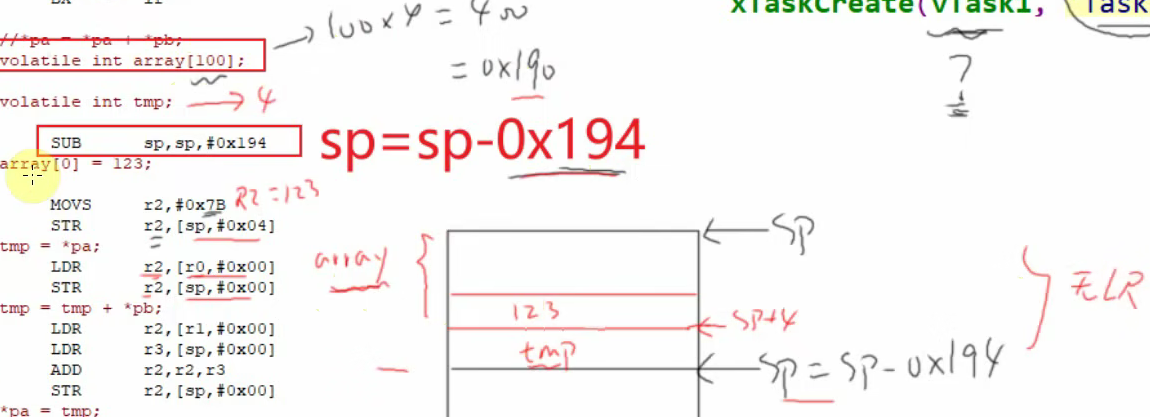 xTaskCreate(vTask1, Task
//*pa = *pa + *pb;
volatile int array[100];
→ 100×4 = 400
= 0x190
?
volatile int tmp; → 4
SUB sp,sp,#0x194
sp=sp-0x194
array[0] = 123;
MOVS r2,#0x7B R2=123
STR r2,[sp,#0x04]
← SP
tmp = *pa;
LDR r2,[r0,#0x00]
array
STR r2,[sp,#0x00]
无LR
tmp = tmp + *pb;
123
← SP+4
LDR r2,[r1,#0x00]
LDR r3,[sp,#0x00]
tmp
ADD r2,r2,r3
← SP = SP-0x194
STR r2,[sp,#0x00]
*pa = tmp;